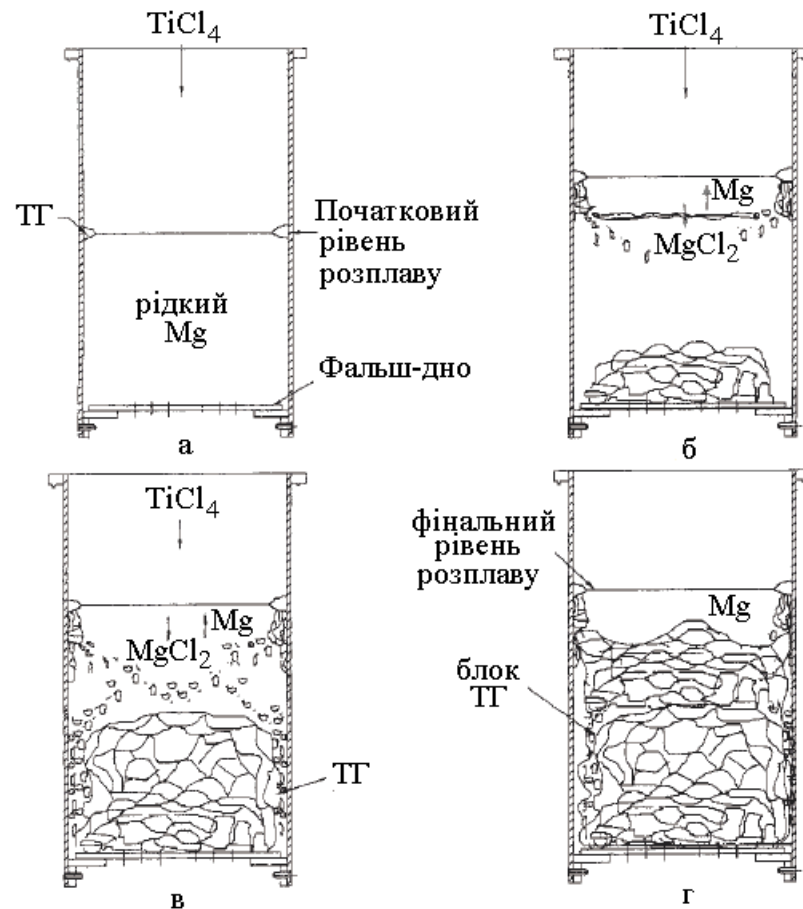 TiCl4
ТГ
Початковий
рівень
розплаву
рідкий
Mg
Фальш-дно
а
TiCl4
Mg
MgCl2
б
TiCl4
Mg
MgCl2
ТГ
в
фінальний
рівень
розплаву
Mg
блок
ТГ
г